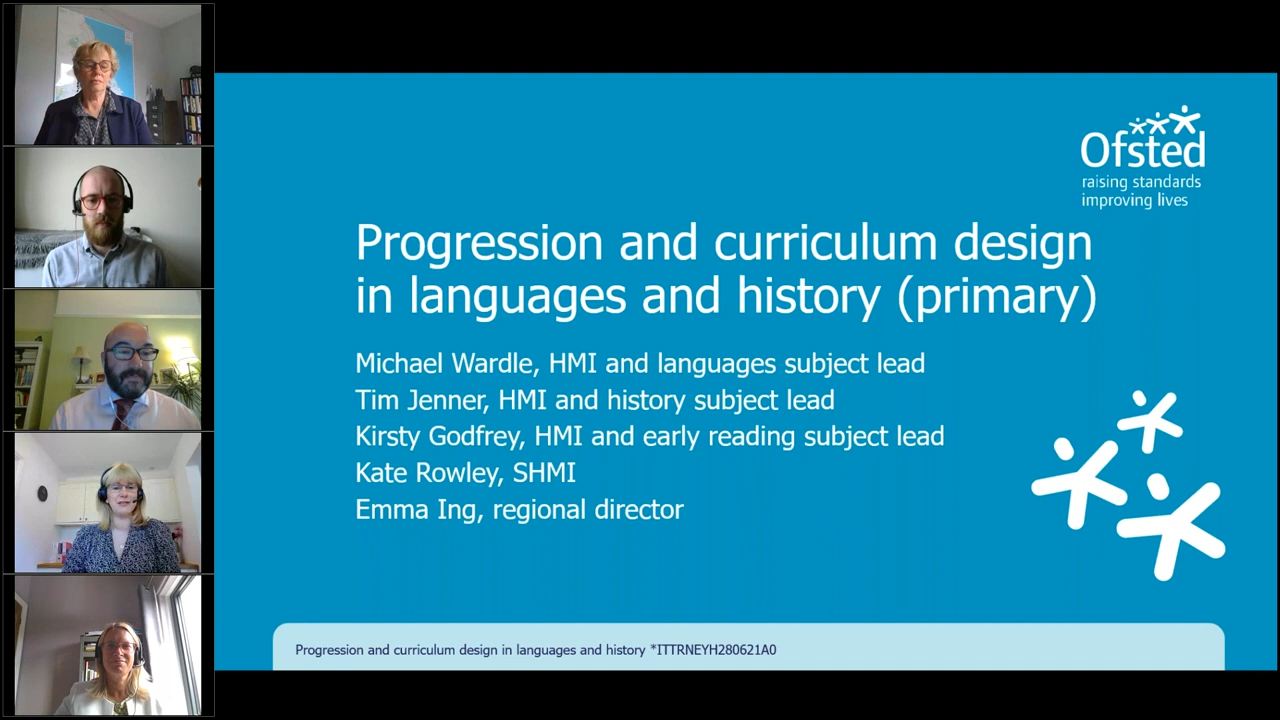 Ofsted
raising standards
improving lives
Progression and curriculum design
in languages and history (primary)
Michael Wardle, HMI and languages subject lead
Tim Jenner, HMI and history subject lead
Kirsty Godfrey, HMI and early reading subject lead
Kate Rowley, SHMI
Emma Ing, regional director
Progression and curriculum design in languages and history *ITTRNEYH280621A0